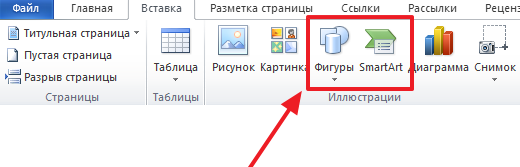 Файл Главная Вставка Разметка страницы Ссылки Рассылки Реценз
Титульная страница
Пустая страница
Разрыв страницы
Страницы
Таблица
Таблицы
Рисунок Картинка Фигуры SmartArt Диаграмма Снимок
Иллюстрации